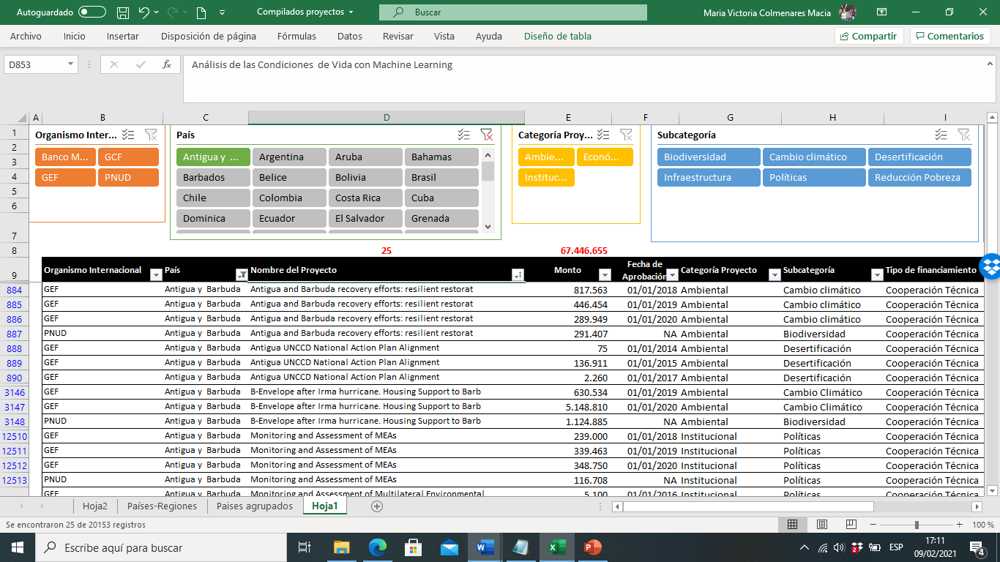 Autoguardado Compilados proyectos Buscar Maria Victoria Colmenares Macia
Archivo Inicio Insertar Disposición de página Fórmulas Datos Revisar Vista Ayuda Diseño de tabla Compartir Comentarios
D853 fx Análisis de las Condiciones de Vida con Machine Learning
A B C D E F G H I
1 Organismo Inter... País Categoría Proy... Subcategoría
2 Banco M... GCF Antigua y ... Argentina Aruba Bahamas Ambie... Econó... Biodiversidad Cambio climático Desertificación
3
4 GEF PNUD Barbados Belice Bolivia Brasil Instituc... Infraestructura Políticas Reducción Pobreza
5 Chile Colombia Costa Rica Cuba
6 Dominica Ecuador El Salvador Grenada
7
8 25 67.446.655
9 Organismo Internacional País Nombre del Proyecto Monto Fecha de Aprobación Categoría Proyecto Subcategoría Tipo de financiamiento
884 GEF Antigua y Barbuda Antigua and Barbuda recovery efforts: resilient restorat 817.563 01/01/2018 Ambiental Cambio climático Cooperación Técnica
885 GEF Antigua y Barbuda Antigua and Barbuda recovery efforts: resilient restorat 446.454 01/01/2019 Ambiental Cambio climático Cooperación Técnica
886 GEF Antigua y Barbuda Antigua and Barbuda recovery efforts: resilient restorat 289.949 01/01/2020 Ambiental Cambio climático Cooperación Técnica
887 PNUD Antigua y Barbuda Antigua and Barbuda recovery efforts: resilient restorat 291.407 NA Ambiental Biodiversidad Cooperación Técnica
888 GEF Antigua y Barbuda Antigua UNCCD National Action Plan Alignment 75 01/01/2014 Ambiental Desertificación Cooperación Técnica
889 GEF Antigua y Barbuda Antigua UNCCD National Action Plan Alignment 136.911 01/01/2015 Ambiental Desertificación Cooperación Técnica
890 GEF Antigua y Barbuda Antigua UNCCD National Action Plan Alignment 2.260 01/01/2017 Ambiental Desertificación Cooperación Técnica
3146 GEF Antigua y Barbuda B-Envelope after Irma hurricane. Housing Support to Barb 630.534 01/01/2019 Ambiental Cambio Climático Cooperación Técnica
3147 GEF Antigua y Barbuda B-Envelope after Irma hurricane. Housing Support to Barb 5.148.810 01/01/2020 Ambiental Cambio Climático Cooperación Técnica
3148 PNUD Antigua y Barbuda B-Envelope after Irma hurricane. Housing Support to Barb 1.124.885 NA Ambiental Biodiversidad Cooperación Técnica
12510 GEF Antigua y Barbuda Monitoring and Assessment of MEAs 239.000 01/01/2018 Institucional Políticas Cooperación Técnica
12511 GEF Antigua y Barbuda Monitoring and Assessment of MEAs 339.463 01/01/2019 Institucional Políticas Cooperación Técnica
12512 GEF Antigua y Barbuda Monitoring and Assessment of MEAs 348.750 01/01/2020 Institucional Políticas Cooperación Técnica
12513 PNUD Antigua y Barbuda Monitoring and Assessment of MEAs 116.708 NA Institucional Políticas Cooperación Técnica
GEF Antigua y Barbuda Monitoring and Assessment of Multilateral Environmental 5.100 01/01/2016 Institucional Políticas Cooperación Técnica
Hoja2 Países-Regiones Paises agrupados Hoja1
Se encontraron 25 de 20153 registros 100 %
Escribe aquí para buscar ESP 17:11
09/02/2021 4